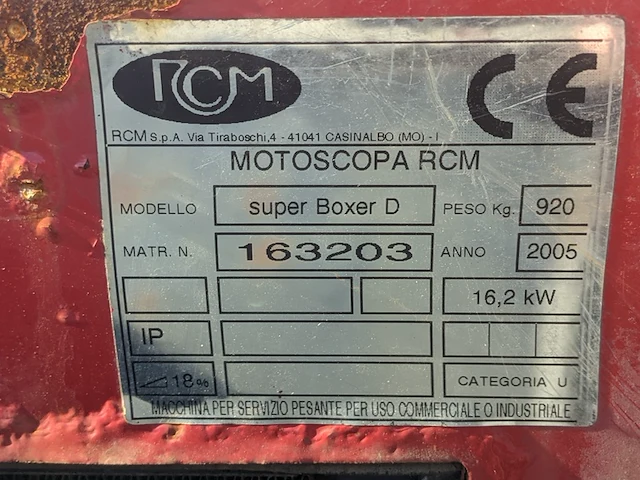 RCM
CE
RCM S.p.A. Via Tiraboschi,4 - 41041 CASINALBO (MO) - I
MOTOSCOPA RCM
MODELLO super Boxer D PESO Kg. 920
MATR. N. 163203 ANNO 2005
16,2 kW
IP
18% CATEGORIA U
MACCHINA PER SERVIZIO PESANTE PER USO COMMERCIALE O INDUSTRIALE